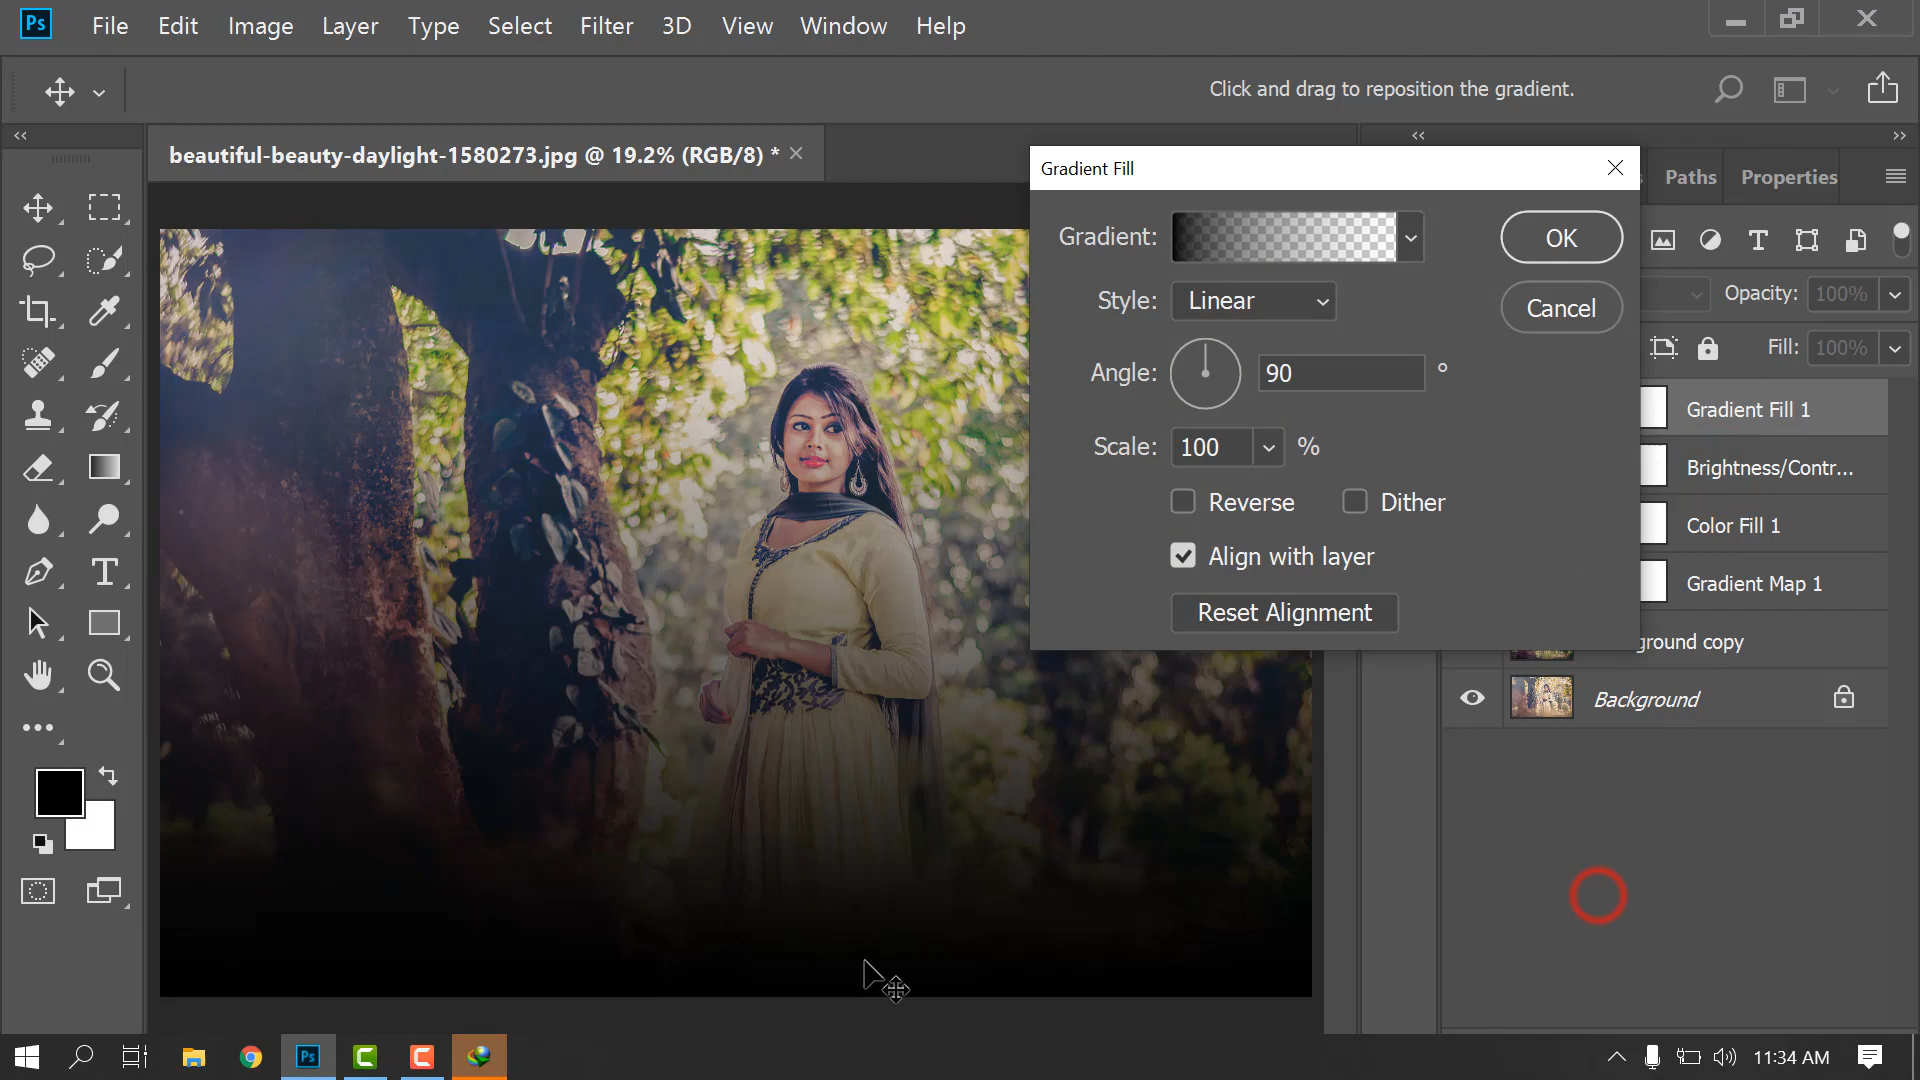 Ps File Edit Image Layer Type Select Filter 3D View Window Help
Click and drag to reposition the gradient.
beautiful-beauty-daylight-1580273.jpg @ 19.2% (RGB/8) *
Gradient Fill
Paths Properties
Gradient: OK
Style: Linear Cancel
Opacity: 100%
Angle: 90 °
Fill: 100%
Gradient Fill 1
Scale: 100 %
Brightness/Contr...
Reverse Dither
Color Fill 1
Align with layer
Gradient Map 1
Reset Alignment
ground copy
Background
Ps 11:34 AM